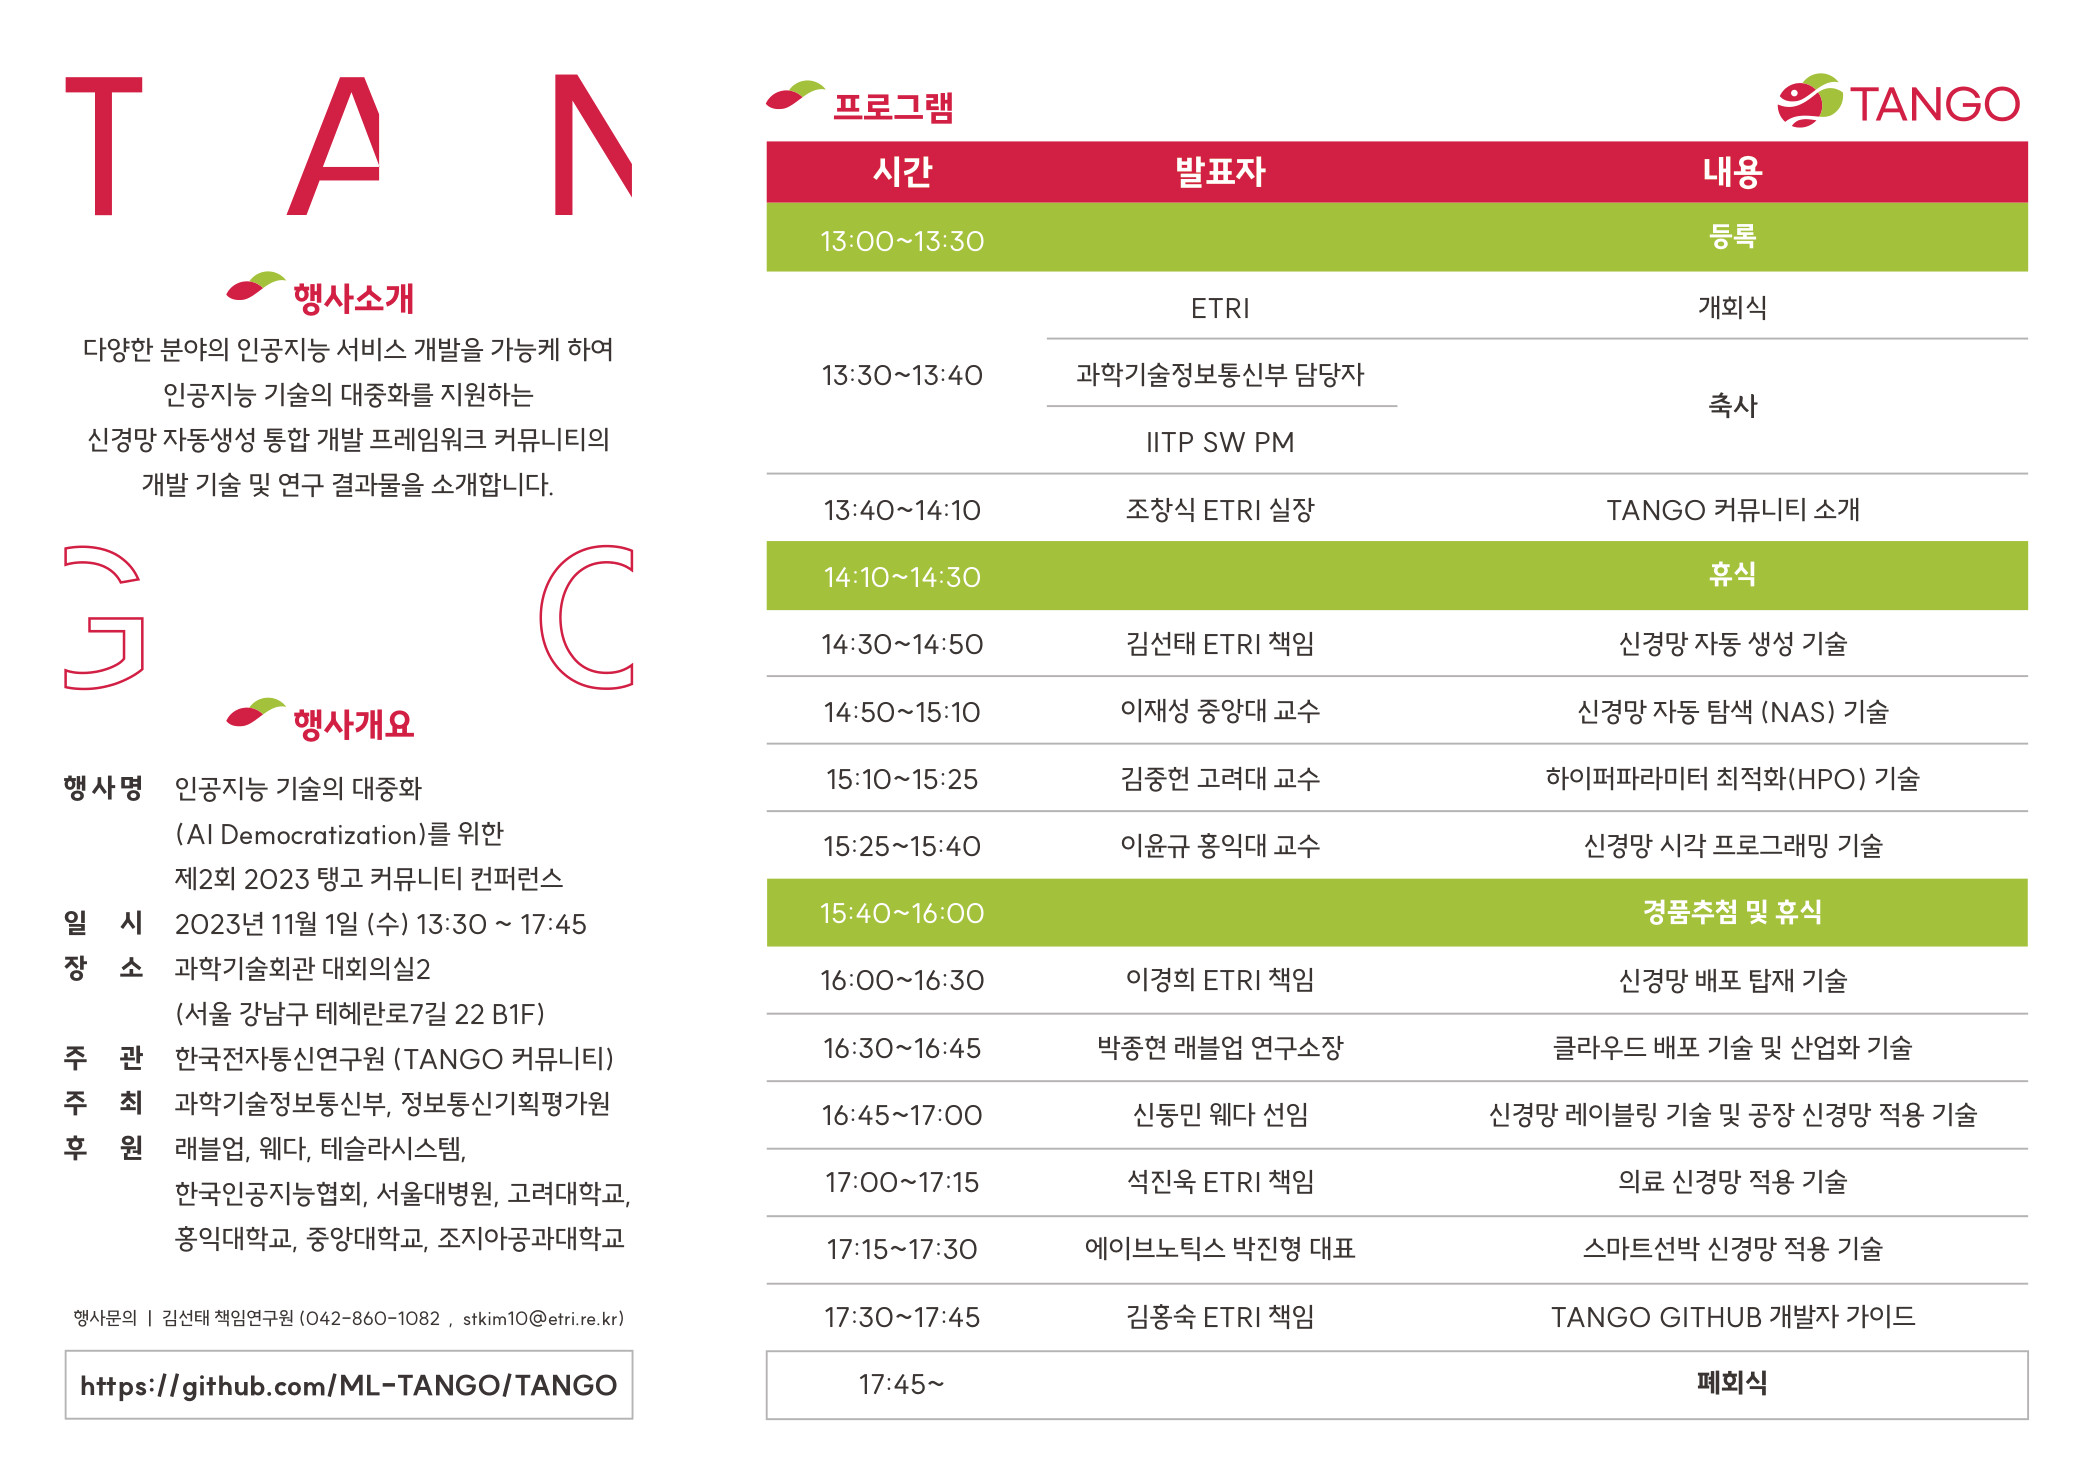 TAN
행사소개
다양한 분야의 인공지능 서비스 개발을 가능케 하여
인공지능 기술의 대중화를 지원하는
신경망 자동생성 통합 개발 프레임워크 커뮤니티의
개발 기술 및 연구 결과물을 소개합니다.
GO
행사개요
행사명 인공지능 기술의 대중화
(AI Democratization)를 위한
제2회 2023 탱고 커뮤니티 컨퍼런스
일 시 2023년 11월 1일 (수) 13:30 ~ 17:45
장 소 과학기술회관 대회의실2
(서울 강남구 테헤란로7길 22 B1F)
주 관 한국전자통신연구원 (TANGO 커뮤니티)
주 최 과학기술정보통신부, 정보통신기획평가원
후 원 래블업, 웨다, 테슬라시스템,
한국인공지능협회, 서울대병원, 고려대학교,
홍익대학교, 중앙대학교, 조지아공과대학교
행사문의 | 김선태 책임연구원 (042-860-1082 , stkim10@etri.re.kr)
https://github.com/ML-TANGO/TANGO
프로그램
TANGO
시간 발표자 내용
13:00~13:30 등록
ETRI 개회식
13:30~13:40 과학기술정보통신부 담당자
축사
IITP SW PM
13:40~14:10 조창식 ETRI 실장 TANGO 커뮤니티 소개
14:10~14:30 휴식
14:30~14:50 김선태 ETRI 책임 신경망 자동 생성 기술
14:50~15:10 이재성 중앙대 교수 신경망 자동 탐색 (NAS) 기술
15:10~15:25 김중헌 고려대 교수 하이퍼파라미터 최적화(HPO) 기술
15:25~15:40 이윤규 홍익대 교수 신경망 시각 프로그래밍 기술
15:40~16:00 경품추첨 및 휴식
16:00~16:30 이경희 ETRI 책임 신경망 배포 탑재 기술
16:30~16:45 박종현 래블업 연구소장 클라우드 배포 기술 및 산업화 기술
16:45~17:00 신동민 웨다 선임 신경망 레이블링 기술 및 공장 신경망 적용 기술
17:00~17:15 석진욱 ETRI 책임 의료 신경망 적용 기술
17:15~17:30 에이브노틱스 박진형 대표 스마트선박 신경망 적용 기술
17:30~17:45 김홍숙 ETRI 책임 TANGO GITHUB 개발자 가이드
17:45~ 폐회식